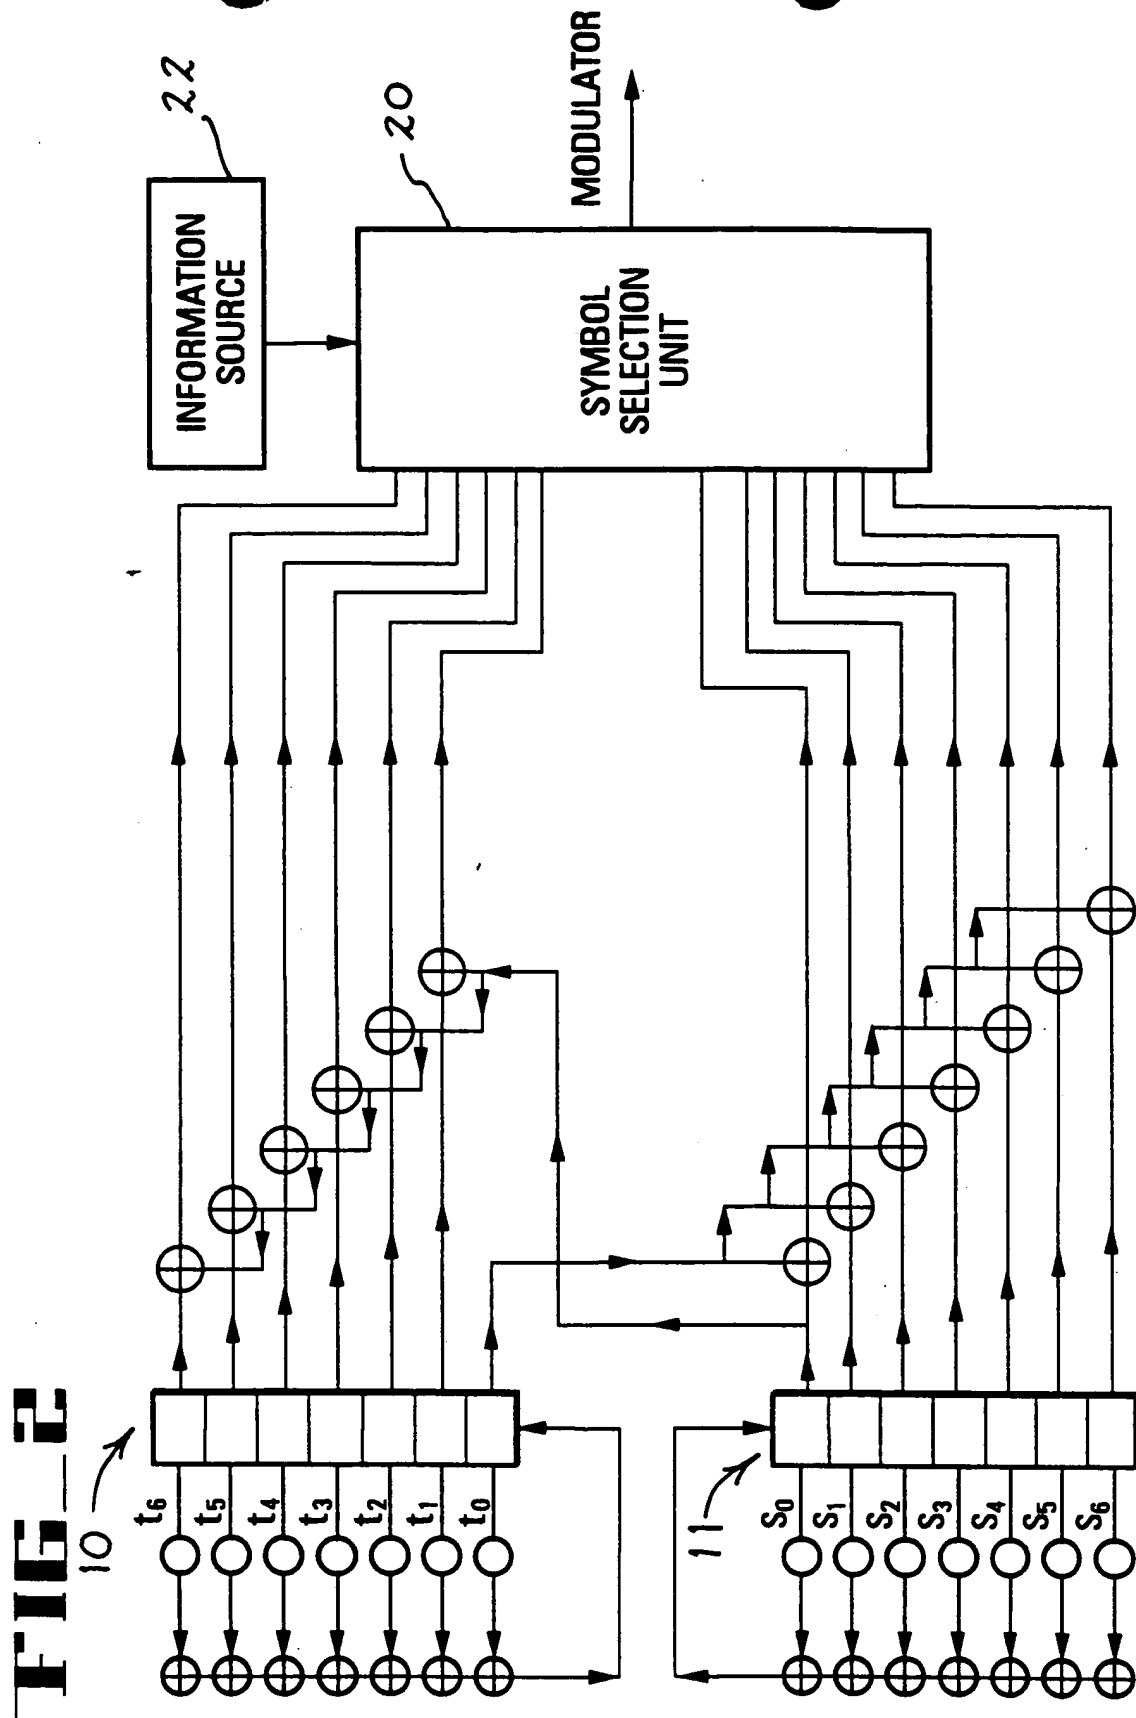 FIG_2
10
t6
t5
t4
t3
t2
t1
t0
11
S0
S1
S2
S3
S4
S5
S6
INFORMATION
SOURCE
22
SYMBOL
SELECTION
UNIT
20
MODULATOR